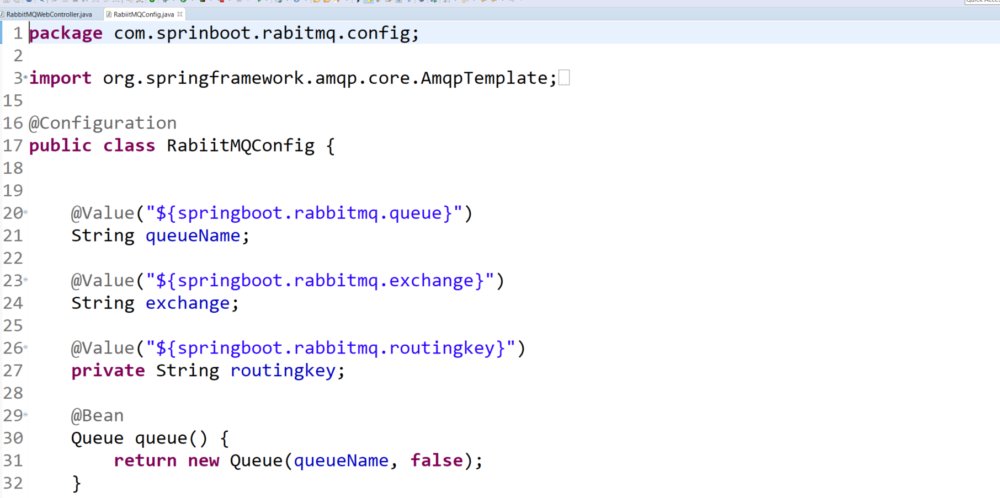 Quick Acces
RabbitMQWebController.java RabiitMQConfig.java
1 package com.sprinboot.rabitmq.config;
2
3 import org.springframework.amqp.core.AmqpTemplate;
15
16 @Configuration
17 public class RabiitMQConfig {
18
19
20 @Value("${springboot.rabbitmq.queue}")
21 String queueName;
22
23 @Value("${springboot.rabbitmq.exchange}")
24 String exchange;
25
26 @Value("${springboot.rabbitmq.routingkey}")
27 private String routingkey;
28
29 @Bean
30 Queue queue() {
31 return new Queue(queueName, false);
32 }